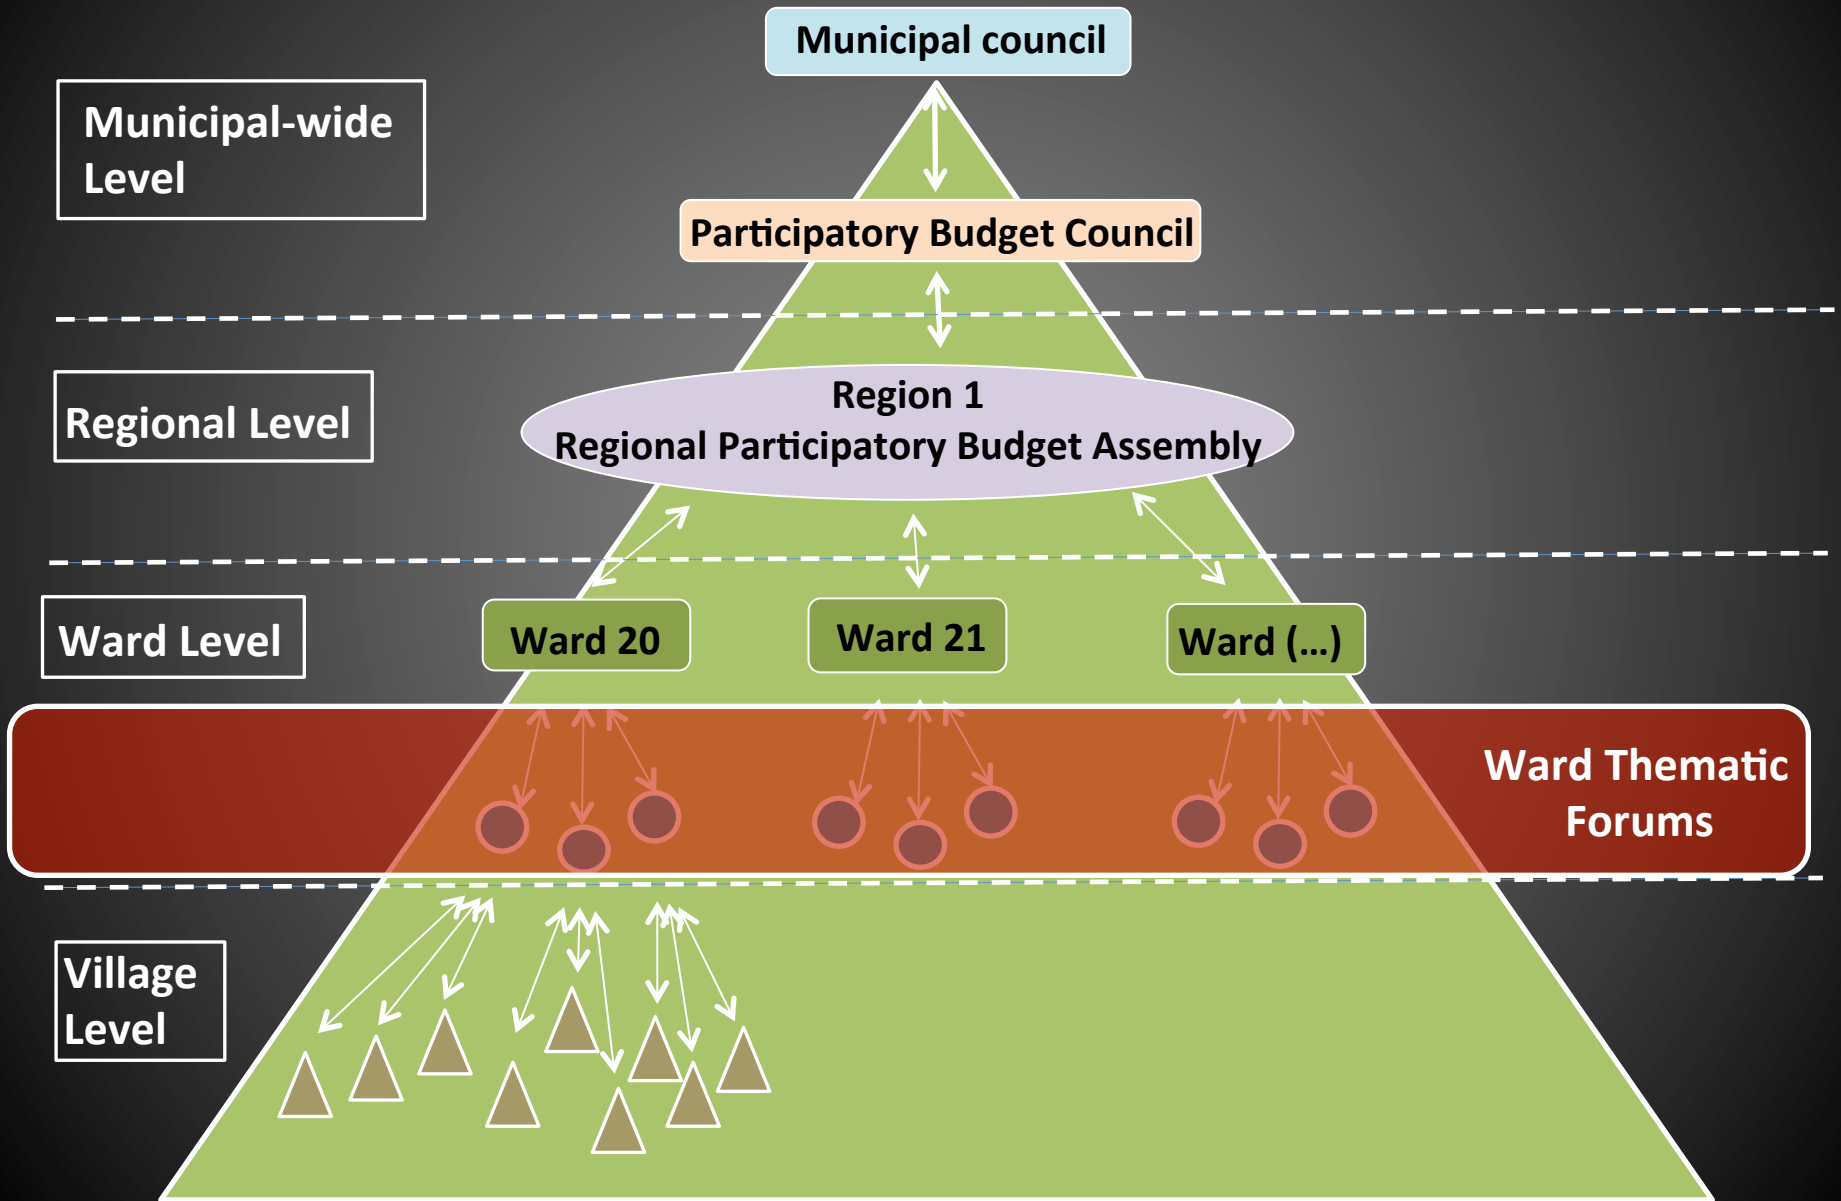 Municipal council
Municipal-wide
Level
Participatory Budget Council
Regional Level
Region 1
Regional Participatory Budget Assembly
Ward Level
Ward 20
Ward 21
Ward (...)
Ward Thematic
Forums
Village
Level